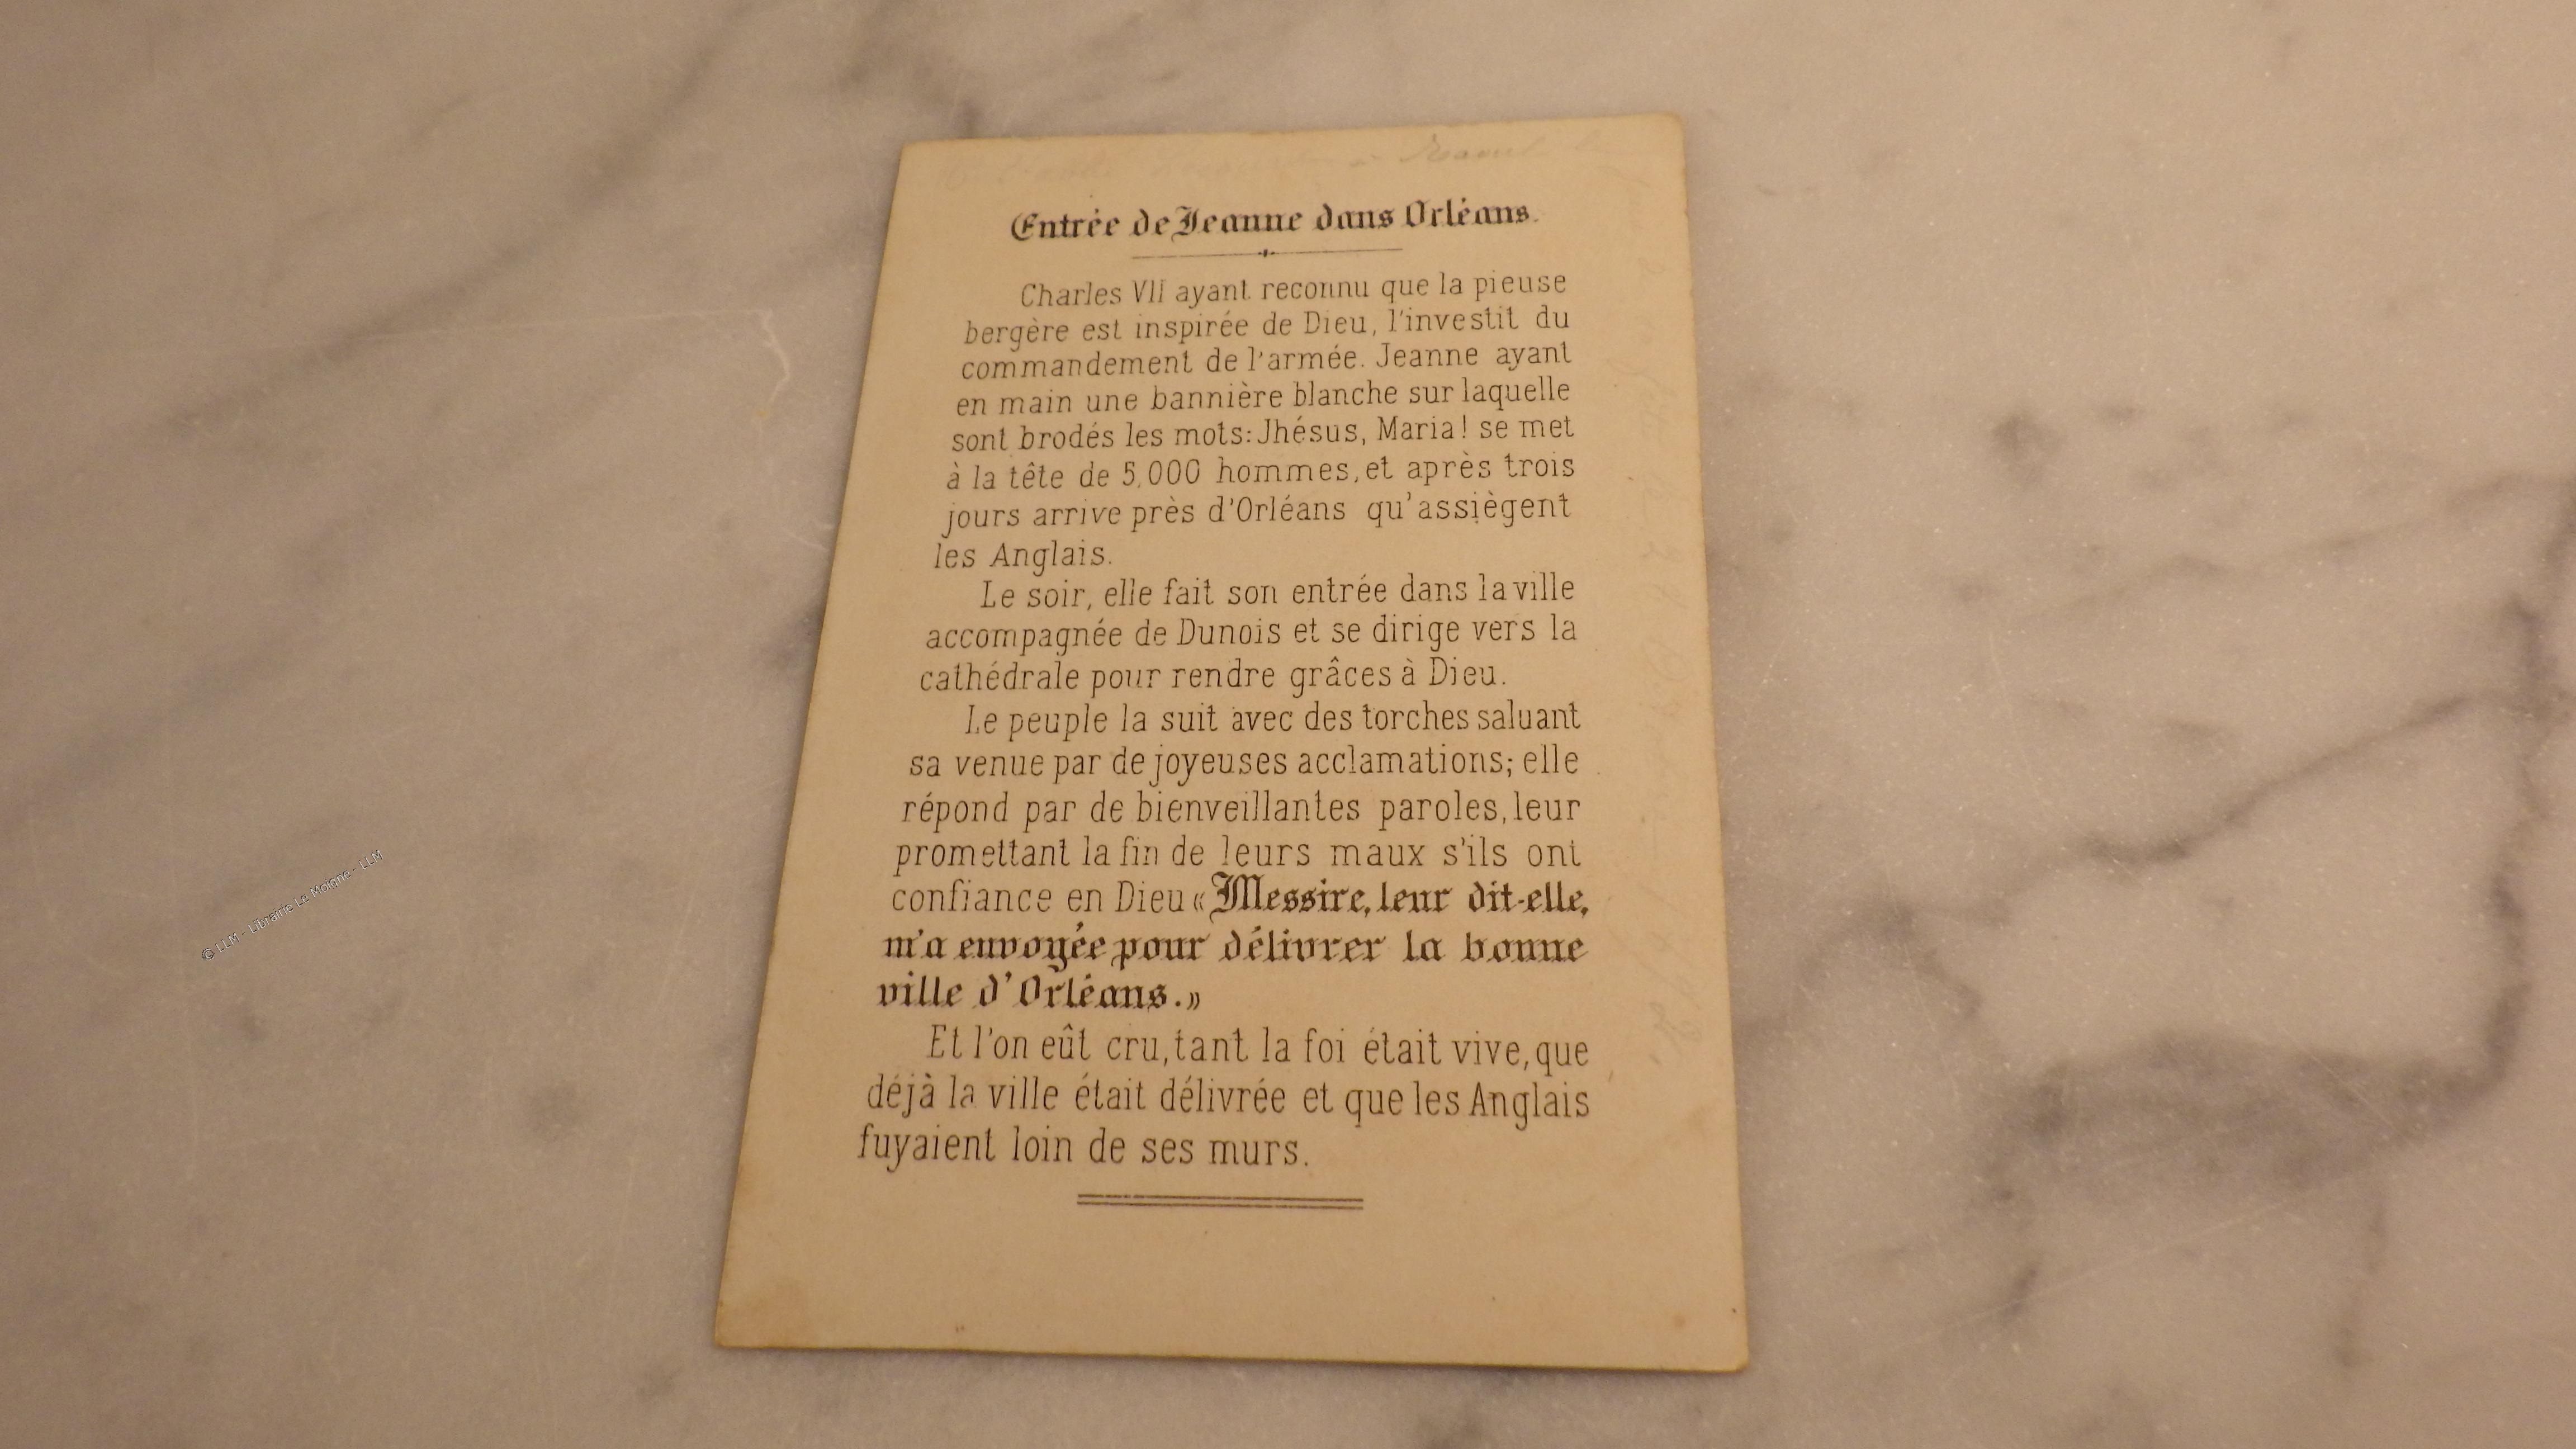 Entrée de Jeanne dans Orléans.
Charles VII ayant reconnu que la pieuse
bergère est inspirée de Dieu, l'investit du
commandement de l'armée. Jeanne ayant
en main une bannière blanche sur laquelle
sont brodés les mots: Jhésus, Maria! se met
à la tête de 5,000 hommes, et après trois
jours arrive près d'Orléans qu'assiègent
les Anglais.
Le soir, elle fait son entrée dans la ville
accompagnée de Dunois et se dirige vers la
cathédrale pour rendre grâces à Dieu.
Le peuple la suit avec des torches saluant
sa venue par de joyeuses acclamations; elle
répond par de bienveillantes paroles, leur
promettant la fin de leurs maux s'ils ont
confiance en Dieu « Messire, leur dit-elle,
m'a envoyée pour délivrer la bonne
ville d'Orléans. »
Et l'on eût cru, tant la foi était vive, que
déjà la ville était délivrée et que les Anglais
fuyaient loin de ses murs.
© LLM - Librairie Le Moigne - LLM